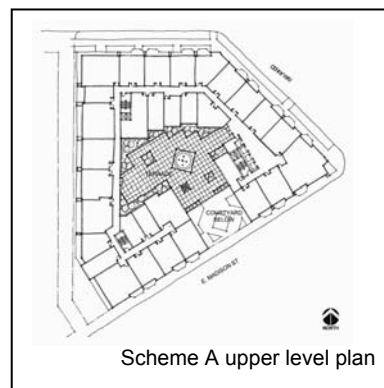 TERRACE
COURTYARD
BELOW
E. MADISON ST.
NORTH
Scheme A upper level plan